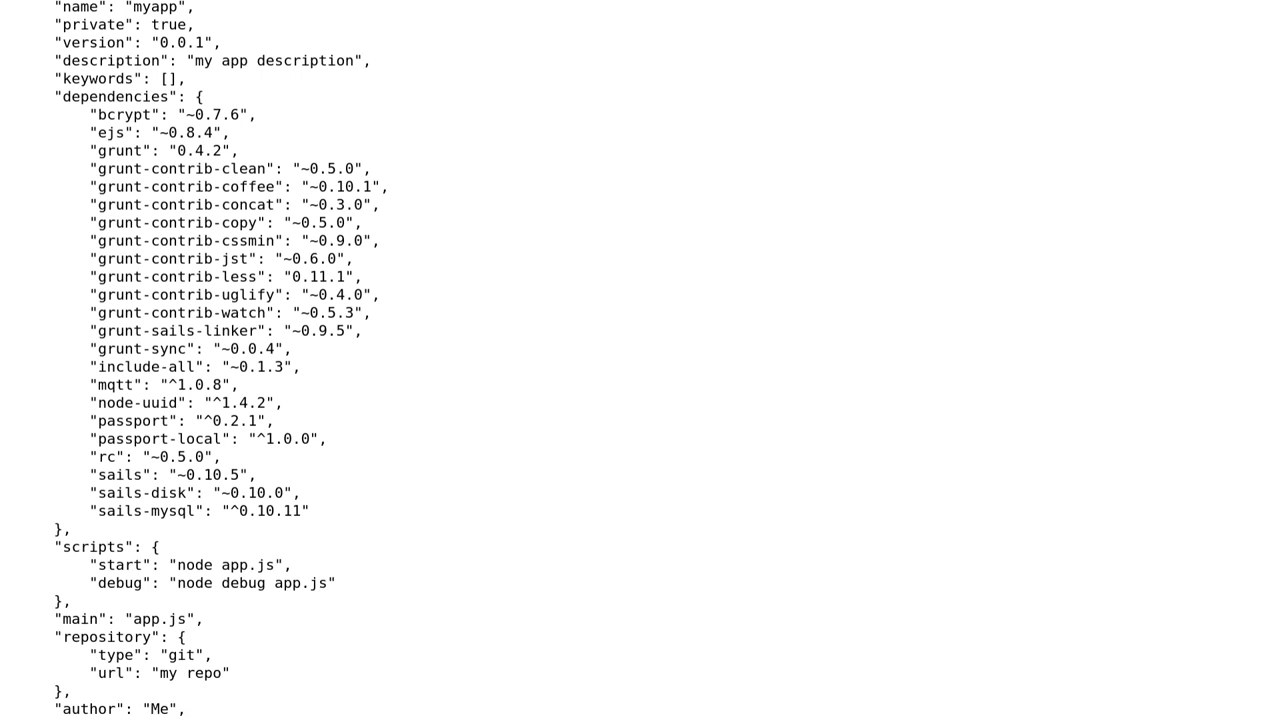 "name": "myapp",
"private": true,
"version": "0.0.1",
"description": "my app description",
"keywords": [],
"dependencies": {
"bcrypt": "~0.7.6",
"ejs": "~0.8.4",
"grunt": "0.4.2",
"grunt-contrib-clean": "~0.5.0",
"grunt-contrib-coffee": "~0.10.1",
"grunt-contrib-concat": "~0.3.0",
"grunt-contrib-copy": "~0.5.0",
"grunt-contrib-cssmin": "~0.9.0",
"grunt-contrib-jst": "~0.6.0",
"grunt-contrib-less": "0.11.1",
"grunt-contrib-uglify": "~0.4.0",
"grunt-contrib-watch": "~0.5.3",
"grunt-sails-linker": "~0.9.5",
"grunt-sync": "~0.0.4",
"include-all": "~0.1.3",
"mqtt": "^1.0.8",
"node-uuid": "^1.4.2",
"passport": "^0.2.1",
"passport-local": "^1.0.0",
"rc": "~0.5.0",
"sails": "~0.10.5",
"sails-disk": "~0.10.0",
"sails-mysql": "^0.10.11"
},
"scripts": {
"start": "node app.js",
"debug": "node debug app.js"
},
"main": "app.js",
"repository": {
"type": "git",
"url": "my repo"
},
"author": "Me",